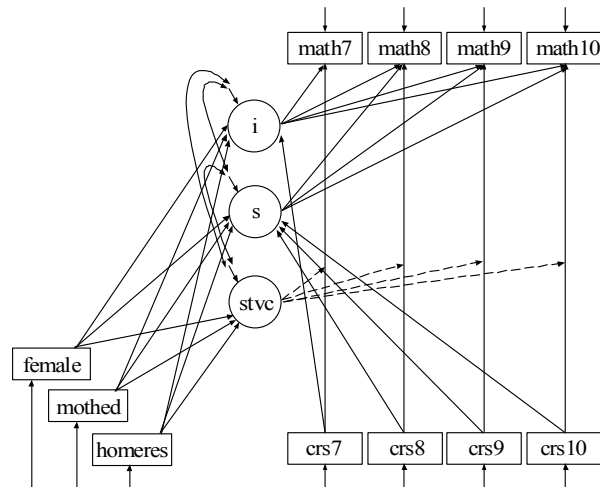 math7 math8 math9 math10
i
s
stvc
female
mothed
homeres
crs7 crs8 crs9 crs10